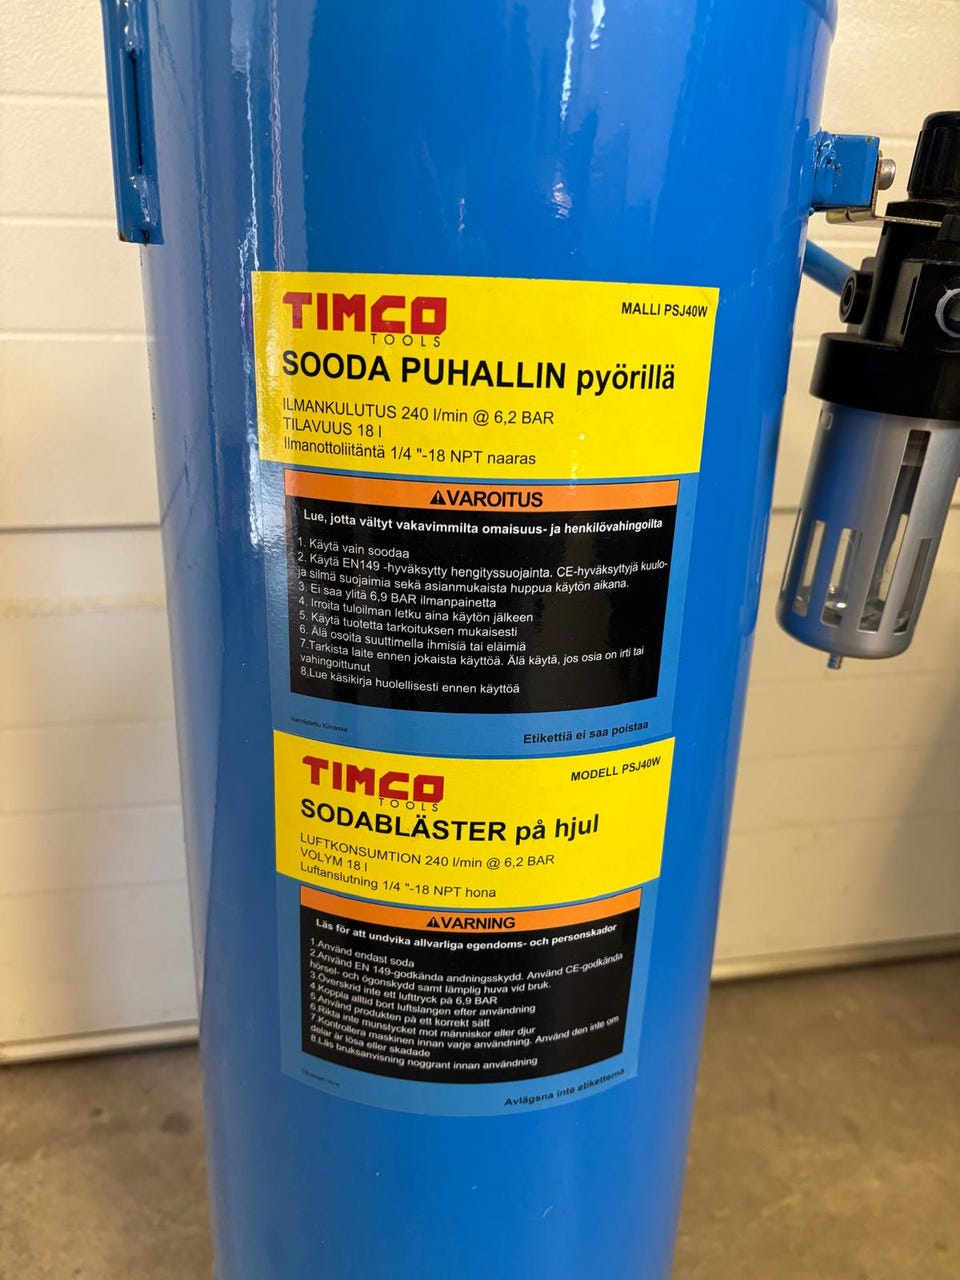 TIMCO
TOOLS
MALLI PSJ40W
SOODA PUHALLIN pyörillä
ILMANKULUTUS 240 l/min @ 6,2 BAR
TILAVUUS 18 l
Ilmanottoliitäntä 1/4 "-18 NPT naaras
VAROITUS
Lue, jotta vältyt vakavimmilta omaisuus- ja henkilövahingoilta
1. Käytä vain soodaa
2. Käytä EN149 -hyväksytty hengityssuojainta. CE-hyväksyttyjä kuulo-
ja silmä suojaimia sekä asianmukaista huppua käytön aikana.
3. Ei saa ylitä 6,9 BAR ilmanpainetta
4. Irroita tuloilman letku aina käytön jälkeen
5. Käytä tuotetta tarkoituksen mukaisesti
6. Älä osoita suuttimella ihmisiä tai eläimiä
7.Tarkista laite ennen jokaista käyttöä. Älä käytä, jos osia on irti tai
vahingoittunut
8,Lue käsikirja huolellisesti ennen käyttöä
Valmistettu Kiinassa
Etikettiä ei saa poistaa
TIMCO
TOOLS
MODELL PSJ40W
SODABLÄSTER på hjul
LUFTKONSUMTION 240 l/min @ 6,2 BAR
VOLYM 18 l
Luftanslutning 1/4 "-18 NPT hona
VARNING
Läs för att undvika allvarliga egendoms- och personskador
1.Använd endast soda
2.Använd EN 149-godkända andningsskydd. Använd CE-godkända
hörsel- och ögonskydd samt lämplig huva vid bruk.
3.Överskrid inte ett lufttryck på 6,9 BAR
4.Koppla alltid bort luftslangen efter användning
5.Använd produkten på ett korrekt sätt
6.Rikta inte munstycket mot människor eller djur
7.Kontrollera maskinen innan varje användning. Använd den inte om
delar är lösa eller skadade
8.Läs bruksanvisning noggrant innan användning
Avlägsna inte etiketterna